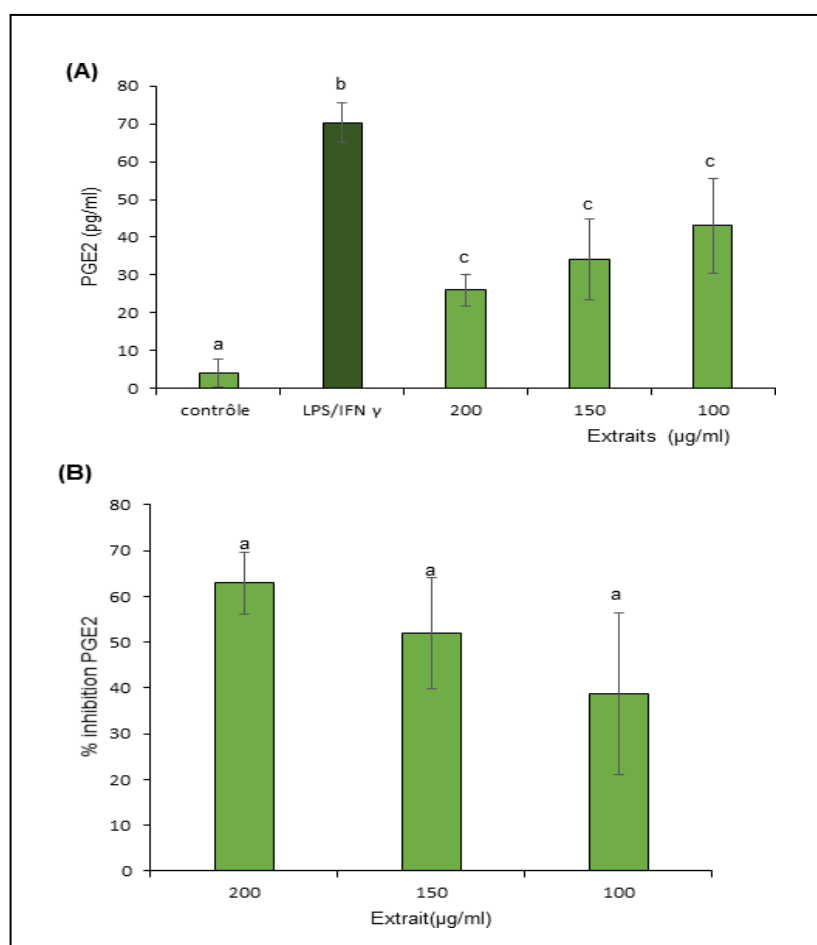 (A)
80
70
60
50
40
30
20
10
0
PGE2 (pg/ml)
a
b
c
c
c
contrôle LPS/IFN γ 200 150 100
Extraits (µg/ml)
(B)
80
70
60
50
40
30
20
10
0
% inhibition PGE2
a
a
a
200 150 100
Extrait(µg/ml)